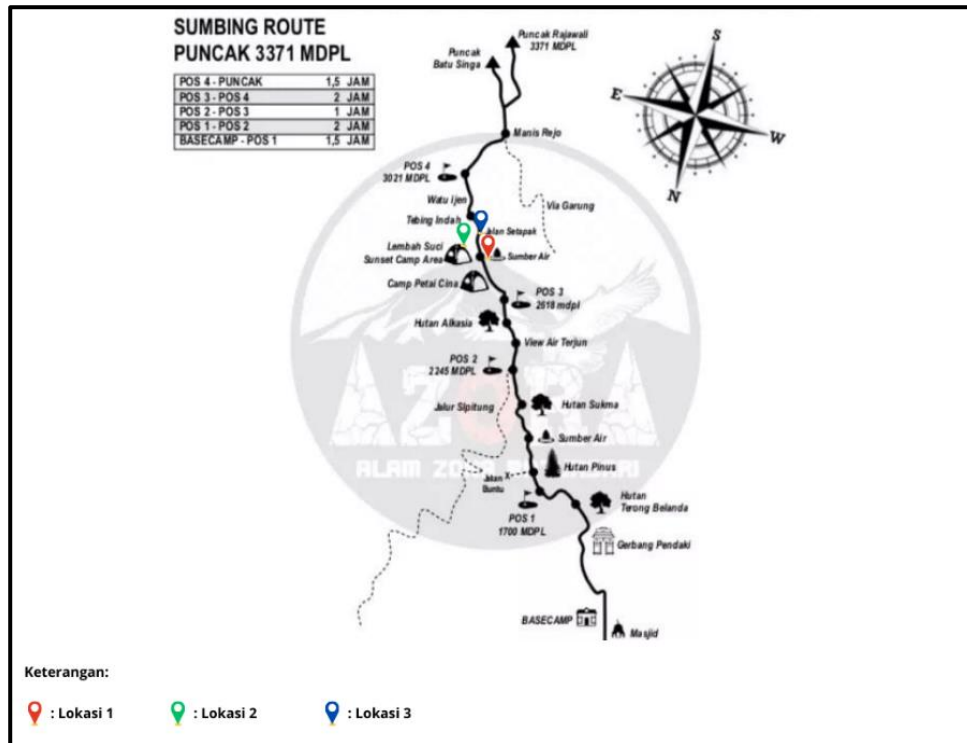 SUMBING ROUTE
PUNCAK 3371 MDPL
POS 4 - PUNCAK 1,5 JAM
POS 3 - POS 4 2 JAM
POS 2 - POS 3 1 JAM
POS 1 - POS 2 2 JAM
BASECAMP - POS 1 1,5 JAM
Puncak Rajawali
3371 MDPL
Puncak
Batu Singa
S
E
W
N
Manis Rejo
POS 4
3021 MDPL
Watu Ijen
Via Garung
Tebing Indah
Jalan Setapak
Lembah Suci
Sunset Camp Area
Sumber Air
Camp Petai Cina
POS 3
2618 mdpl
Hutan Alkasia
View Air Terjun
POS 2
2245 MDPL
Jalur Sipitung
Hutan Sukma
AZORA
Sumber Air
ALAM ZONA
Hutan Pinus
Jalan X
Buntu
POS 1
1700 MDPL
Hutan
Terong Belanda
Gerbang Pendaki
BASECAMP
Masjid
Keterangan:
: Lokasi 1
: Lokasi 2
: Lokasi 3